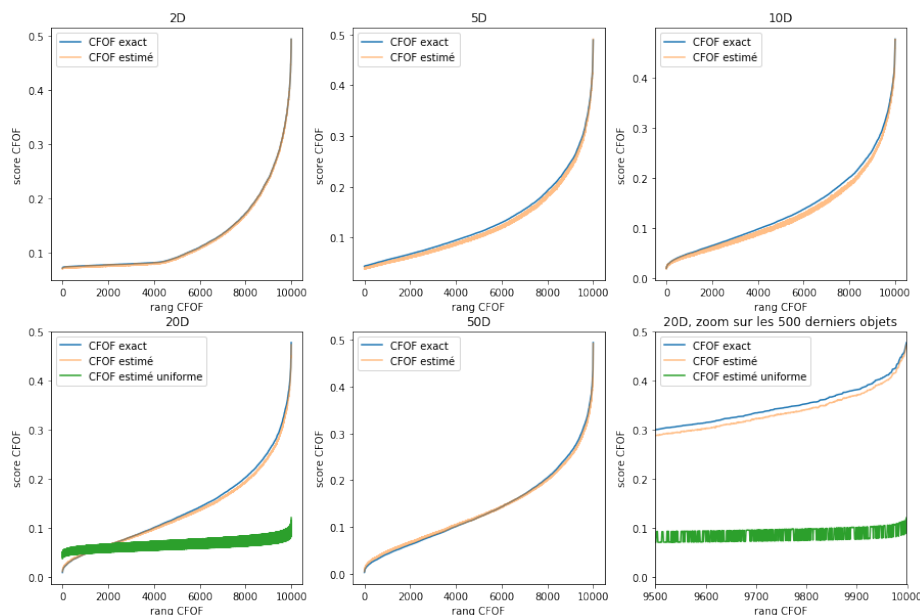 2D
CFOF exact
CFOF estimé
score CFOF
0.5
0.4
0.3
0.2
0.1
0 2000 4000 6000 8000 10000
rang CFOF
5D
CFOF exact
CFOF estimé
score CFOF
0.5
0.4
0.3
0.2
0.1
0 2000 4000 6000 8000 10000
rang CFOF
10D
CFOF exact
CFOF estimé
score CFOF
0.4
0.3
0.2
0.1
0.0
0 2000 4000 6000 8000 10000
rang CFOF
20D
CFOF exact
CFOF estimé
CFOF estimé uniforme
score CFOF
0.5
0.4
0.3
0.2
0.1
0.0
0 2000 4000 6000 8000 10000
rang CFOF
50D
CFOF exact
CFOF estimé
score CFOF
0.5
0.4
0.3
0.2
0.1
0.0
0 2000 4000 6000 8000 10000
rang CFOF
20D, zoom sur les 500 derniers objets
CFOF exact
CFOF estimé
CFOF estimé uniforme
score CFOF
0.5
0.4
0.3
0.2
0.1
0.0
9500 9600 9700 9800 9900 10000
rang CFOF